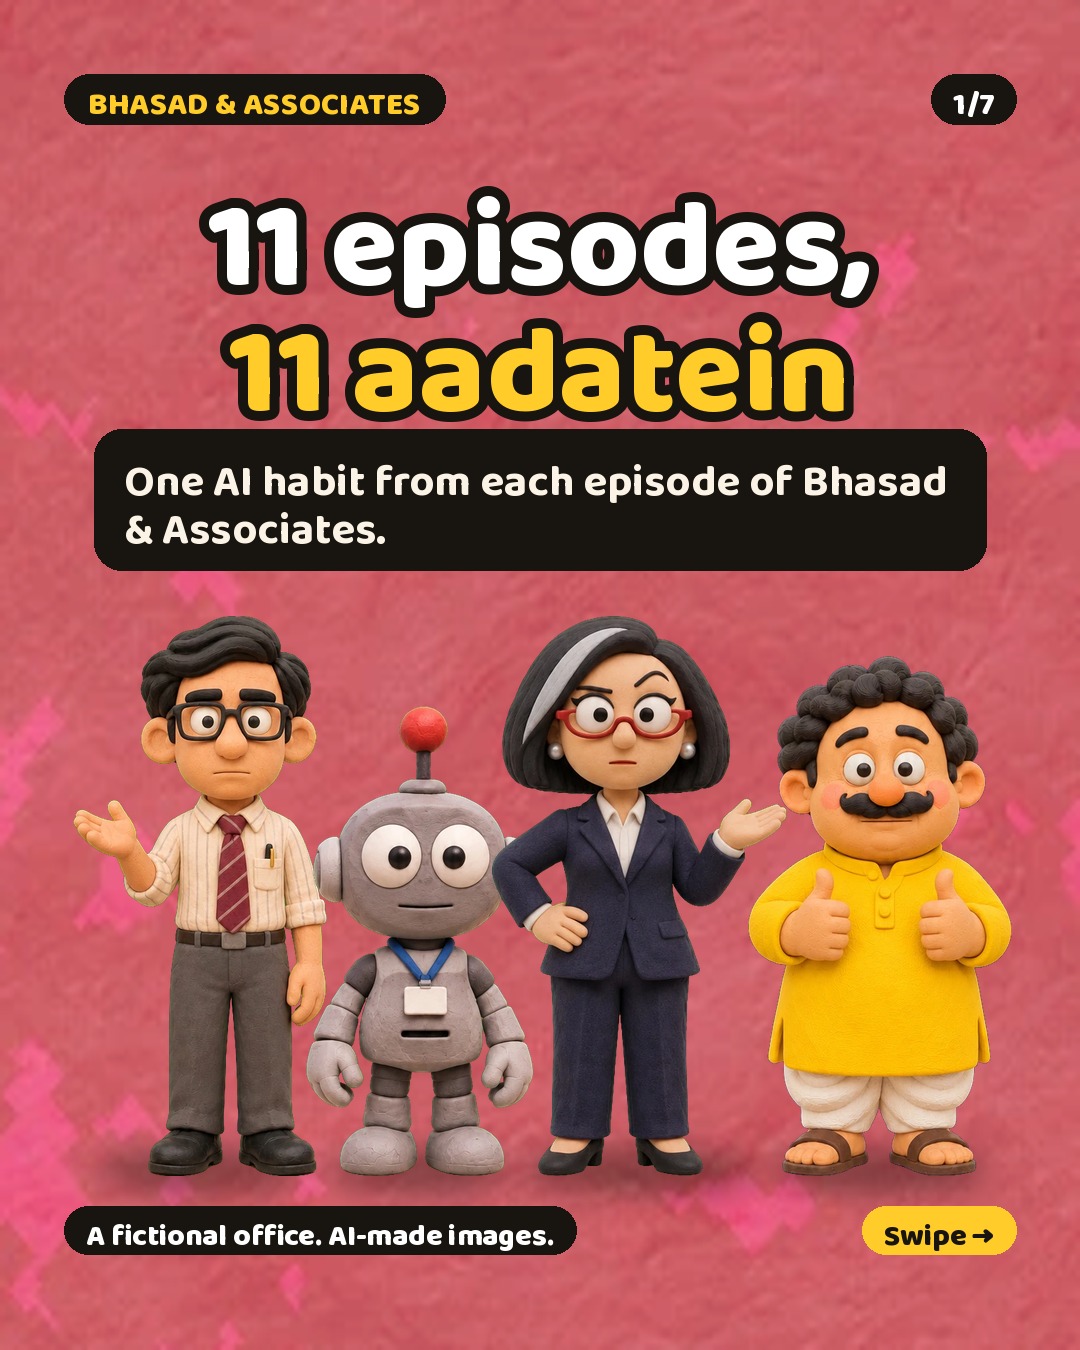 BHASAD & ASSOCIATES
1/7
11 episodes,
11 aadatein
One AI habit from each episode of Bhasad
& Associates.
A fictional office. AI-made images.
Swipe →